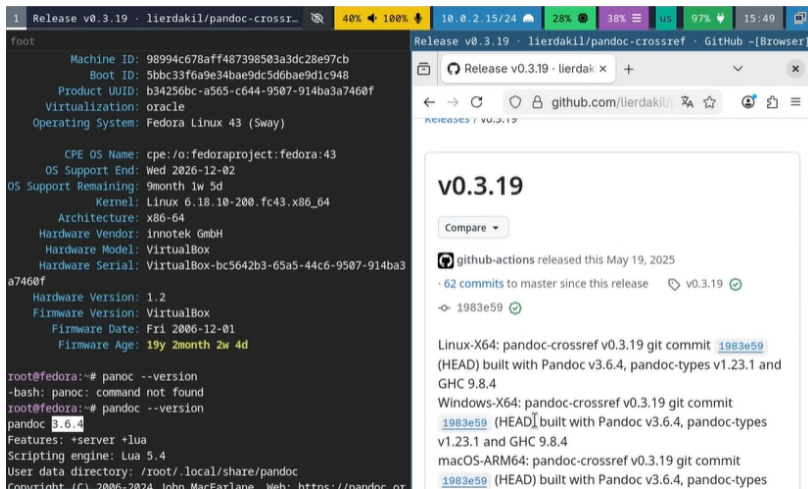 1 Release v0.3.19 · lierdakil/pandoc-crossr… 40% 100% 10.0.2.15/24 28% 38% us 97% 15:49
foot
Machine ID: 98994c678aff487398503a3dc28e97cb
Boot ID: 5bbc33f6a9e34bae9dc5d6bae9d1c948
Product UUID: b34256bc-a565-c644-9507-914ba3a7460f
Virtualization: oracle
Operating System: Fedora Linux 43 (Sway)
CPE OS Name: cpe:/o:fedoraproject:fedora:43
OS Support End: Wed 2026-12-02
OS Support Remaining: 9month 1w 5d
Kernel: Linux 6.18.10-200.fc43.x86_64
Architecture: x86-64
Hardware Vendor: innotek GmbH
Hardware Model: VirtualBox
Hardware Serial: VirtualBox-bc5642b3-65a5-44c6-9507-914ba3
a7460f
Hardware Version: 1.2
Firmware Version: VirtualBox
Firmware Date: Fri 2006-12-01
Firmware Age: 19y 2month 2w 4d
root@fedora:~# panoc --version
-bash: panoc: command not found
root@fedora:~# pandoc --version
pandoc 3.6.4
Features: +server +lua
Scripting engine: Lua 5.4
User data directory: /root/.local/share/pandoc
Copyright (C) 2006-2024 John MacFarlane. Web: https://pandoc.or
Release v0.3.19 · lierdakil/pandoc-crossref · GitHub -[Browser]
Release v0.3.19 · lierdak
github.com/lierdakil/
Releases / v0.3.19
v0.3.19
Compare
github-actions released this May 19, 2025
· 62 commits to master since this release v0.3.19
1983e59
Linux-X64: pandoc-crossref v0.3.19 git commit 1983e59
(HEAD) built with Pandoc v3.6.4, pandoc-types v1.23.1 and
GHC 9.8.4
Windows-X64: pandoc-crossref v0.3.19 git commit
1983e59 (HEAD) built with Pandoc v3.6.4, pandoc-types
v1.23.1 and GHC 9.8.4
macOS-ARM64: pandoc-crossref v0.3.19 git commit
1983e59 (HEAD) built with Pandoc v3.6.4, pandoc-types